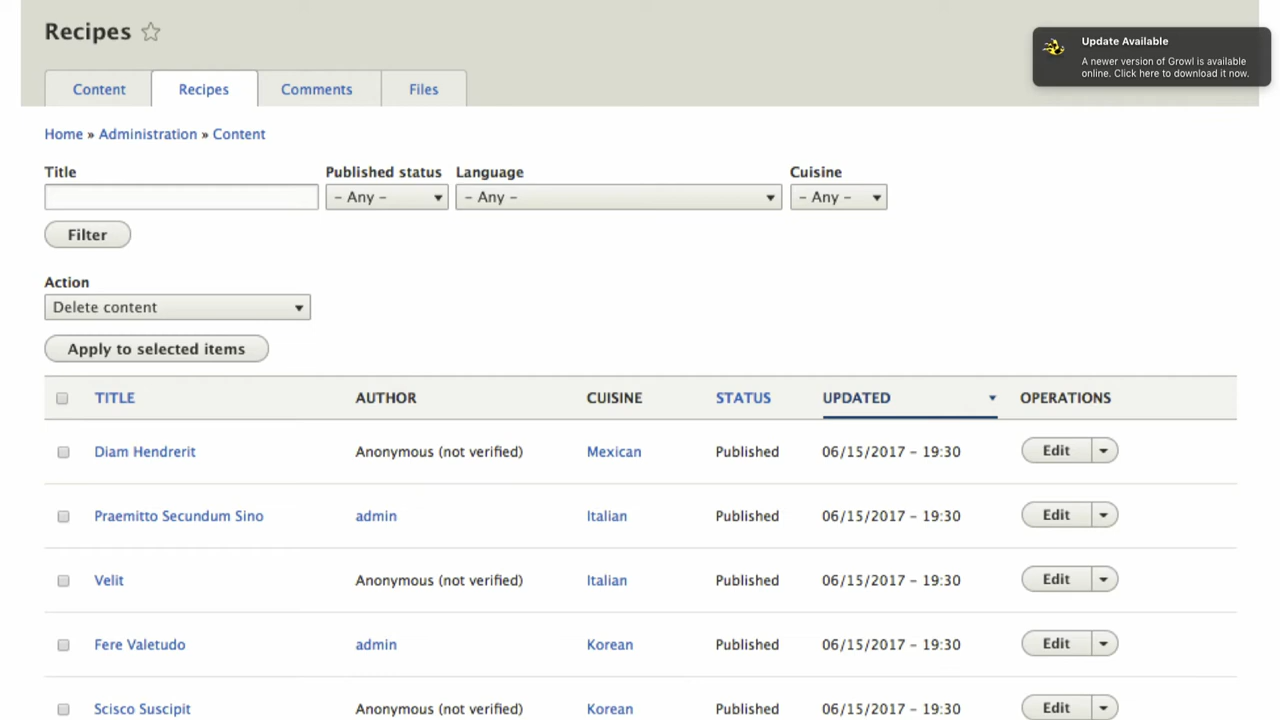 Recipes
Update Available
A newer version of Growl is available
online. Click here to download it now.
Content Recipes Comments Files
Home » Administration » Content
Title Published status Language Cuisine
- Any - - Any - - Any -
Filter
Action
Delete content
Apply to selected items
TITLE AUTHOR CUISINE STATUS UPDATED OPERATIONS
Diam Hendrerit Anonymous (not verified) Mexican Published 06/15/2017 - 19:30 Edit
Praemitto Secundum Sino admin Italian Published 06/15/2017 - 19:30 Edit
Velit Anonymous (not verified) Italian Published 06/15/2017 - 19:30 Edit
Fere Valetudo admin Korean Published 06/15/2017 - 19:30 Edit
Scisco Suscipit Anonymous (not verified) Korean Published 06/15/2017 - 19:30 Edit